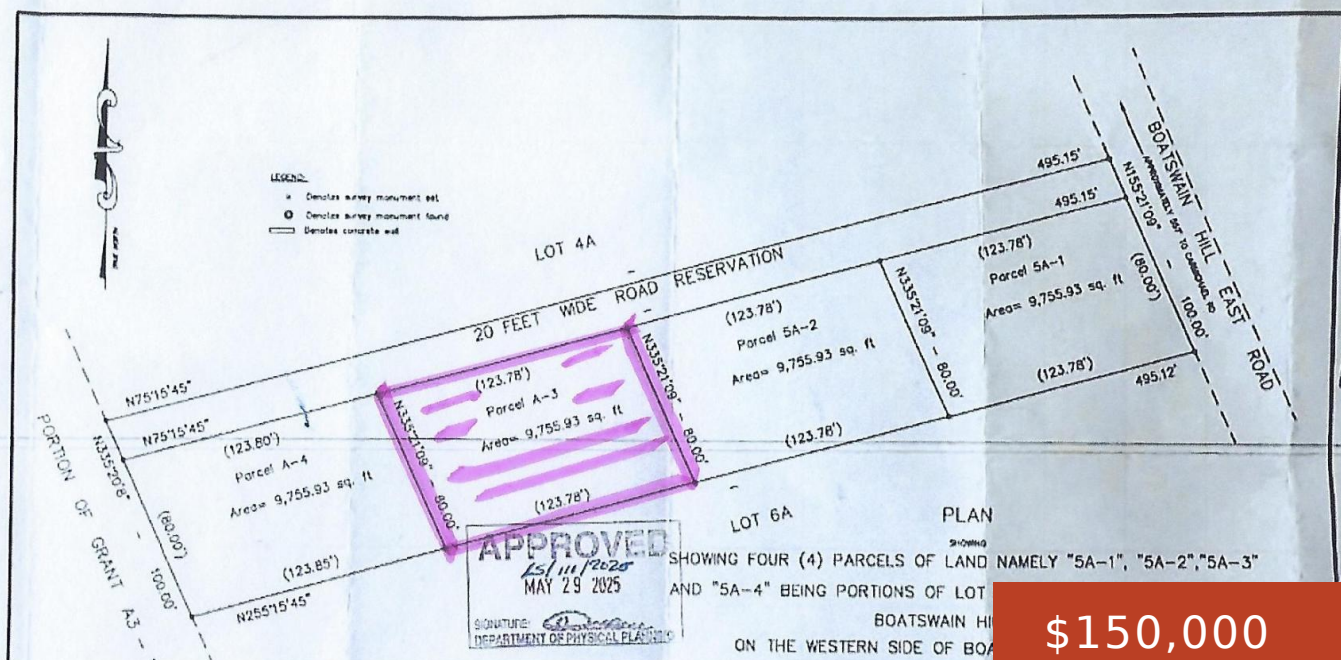 TRUE NORTH
LEGEND:
Denotes survey monument set
Denotes survey monument found
Denotes concrete wall
LOT 4A
20 FEET WIDE ROAD RESERVATION
495.15'
495.15'
BOATSWAIN HILL EAST ROAD
N155°21'09" - 100.00'
(80.00')
(123.78')
Parcel 5A-1
Area= 9,755.93 sq. ft
(123.78')
495.12'
N335°21'09" - 80.00'
(123.78')
Parcel 5A-2
Area= 9,755.93 sq. ft
(123.78')
N335°21'09" - 80.00'
(123.78')
Parcel A-3
Area= 9,755.93 sq. ft
(123.78')
N335°21'09" - 80.00'
N75°15'45"
N75°15'45"
(123.80')
Parcel A-4
Area= 9,755.93 sq. ft
(123.85')
N255°15'45"
N335°20'8" - 100.00'
(80.00')
PORTION OF GRANT A3 -
LOT 6A
APPROVED
MAY 29 2025
SIGNATURE:
DEPARTMENT OF PHYSICAL PLANNING
PLAN
SHOWING
SHOWING FOUR (4) PARCELS OF LAND NAMELY "5A-1", "5A-2","5A-3"
AND "5A-4" BEING PORTIONS OF LOT
BOATSWAIN HI
ON THE WESTERN SIDE OF BOA
$150,000